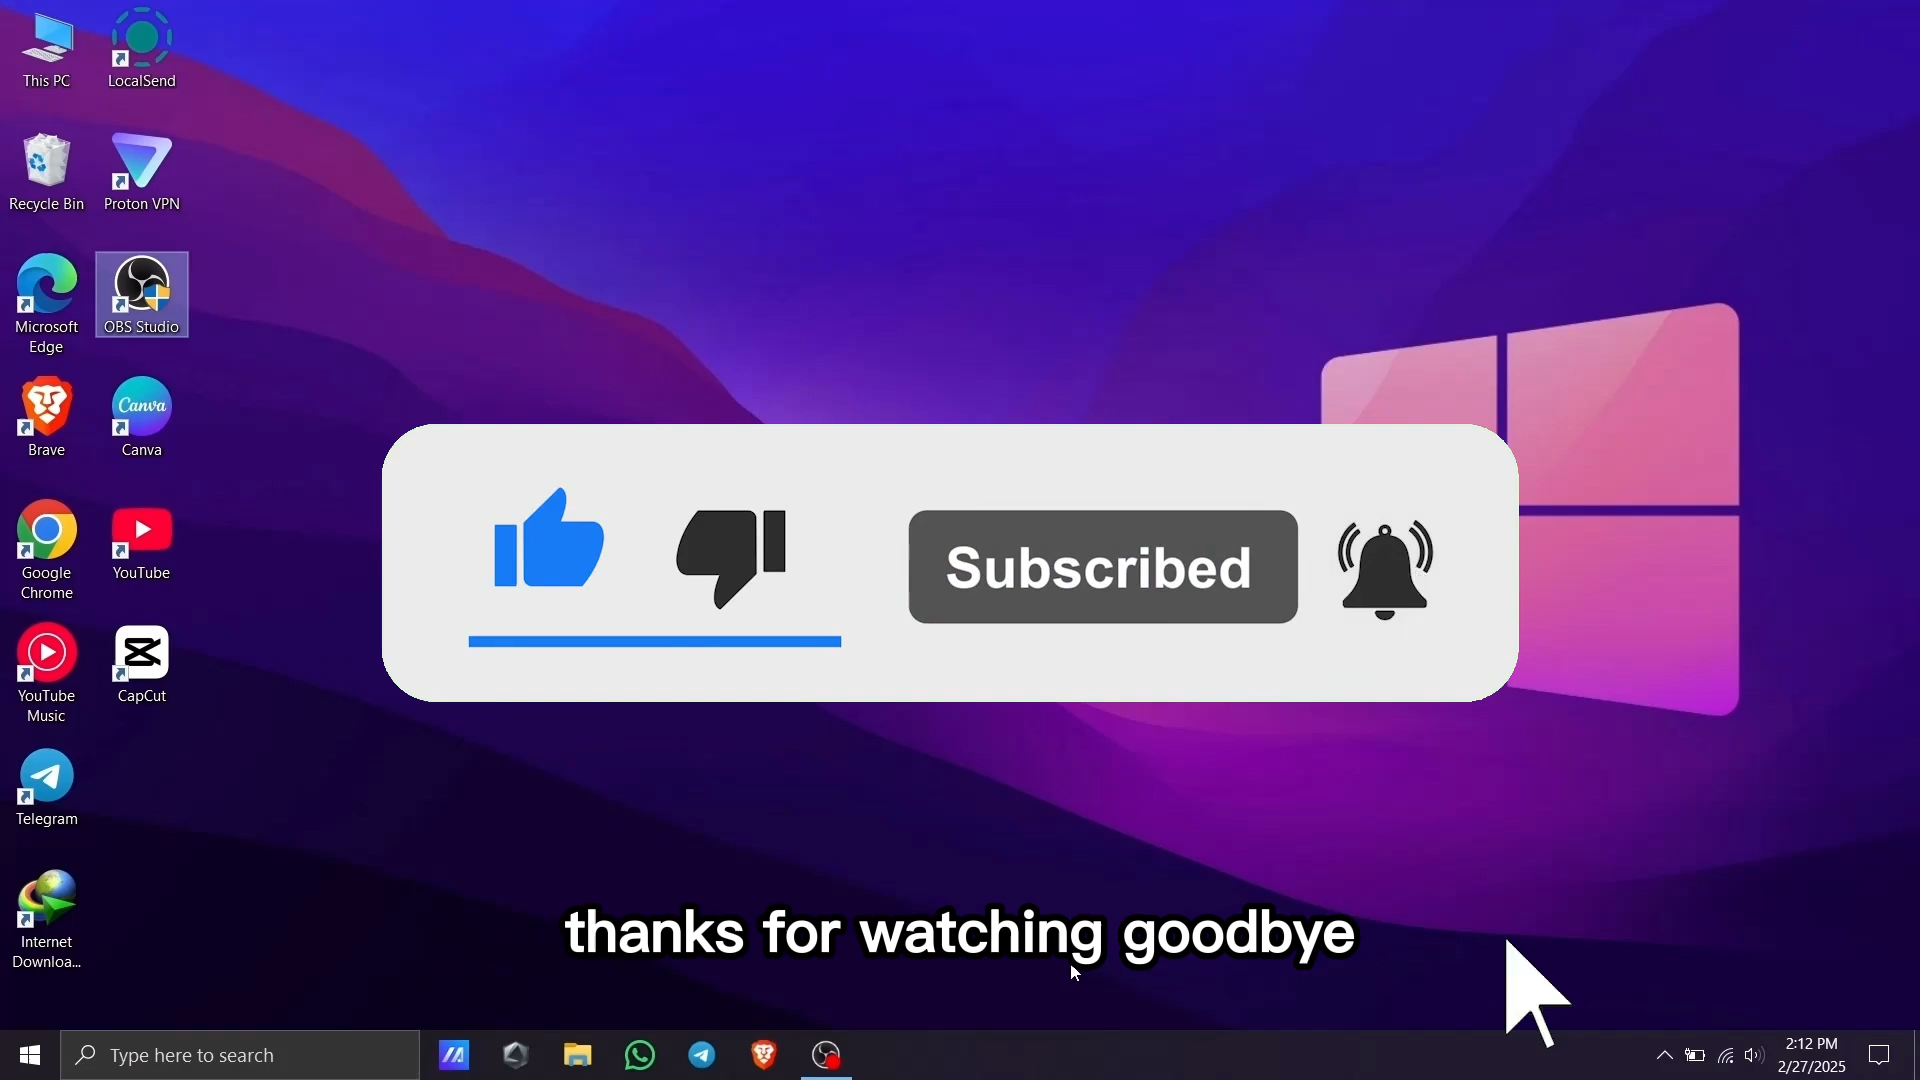 This PC
LocalSend
Recycle Bin
Proton VPN
Microsoft
Edge
OBS Studio
Brave
Canva
Canva
Google
Chrome
YouTube
YouTube
Music
CapCut
Telegram
Internet
Downloa...
Subscribed
thanks for watching goodbye
Type here to search
2:12 PM
2/27/2025